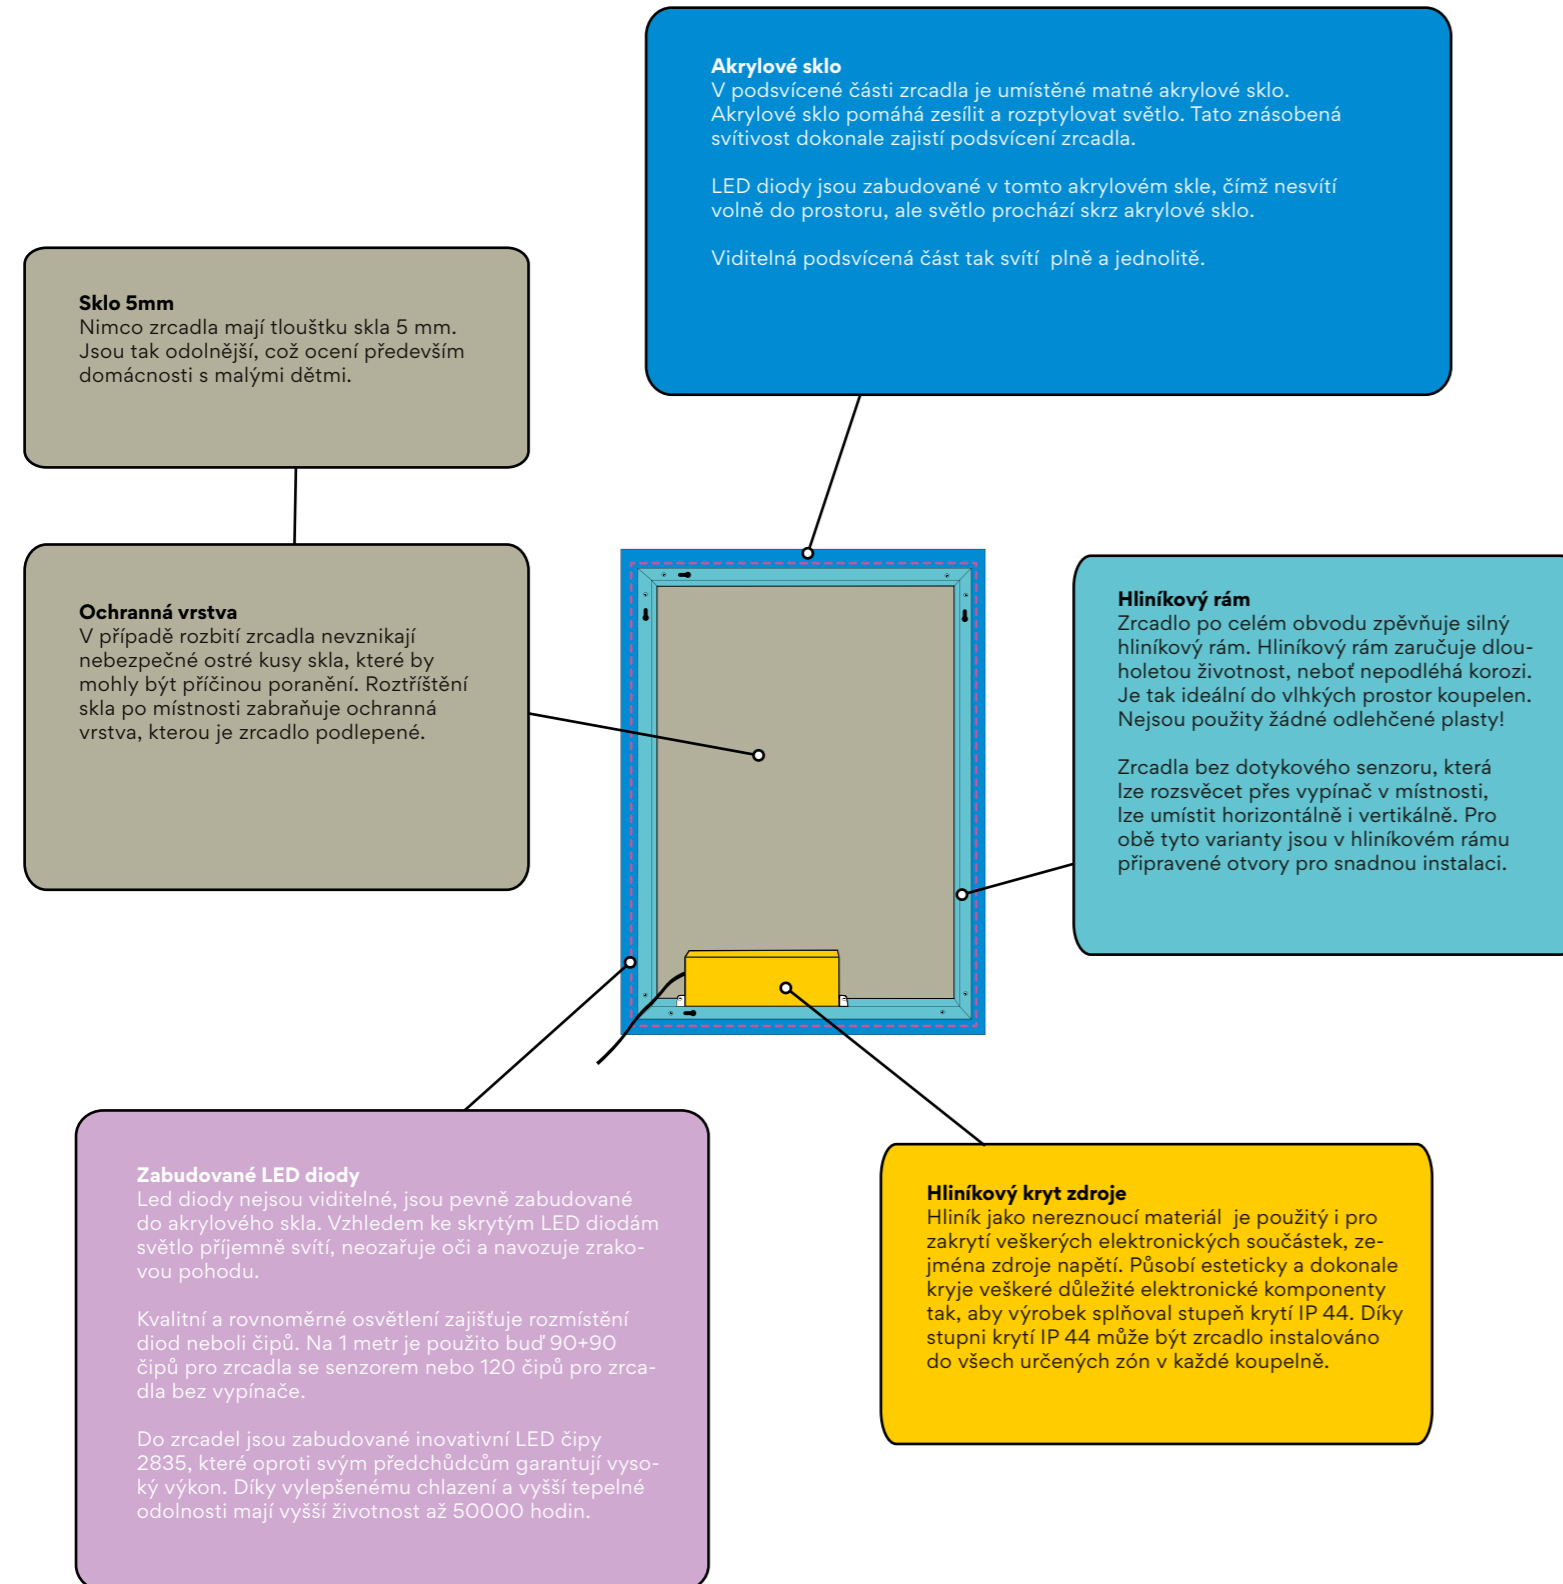 Akrylové sklo
V podsvícené části zrcadla je umístěné matné akrylové sklo.
Akrylové sklo pomáhá zesílit a rozptylovat světlo. Tato znásobená
svítivost dokonale zajistí podsvícení zrcadla.
LED diody jsou zabudované v tomto akrylovém skle, čímž nesvítí
volně do prostoru, ale světlo prochází skrz akrylové sklo.
Viditelná podsvícená část tak svítí  plně a jednolitě.
Sklo 5mm
Nimco zrcadla mají tlouštku skla 5 mm.
Jsou tak odolnější, což ocení především
domácnosti s malými dětmi.
Ochranná vrstva
V případě rozbití zrcadla nevznikají
nebezpečné ostré kusy skla, které by
mohly být příčinou poranění. Roztříštění
skla po místnosti zabraňuje ochranná
vrstva, kterou je zrcadlo podlepené.
Hliníkový rám
Zrcadlo po celém obvodu zpěvňuje silný
hliníkový rám. Hliníkový rám zaručuje dlou-
holetou životnost, neboť nepodléhá korozi.
Je tak ideální do vlhkých prostor koupelen.
Nejsou použity žádné odlehčené plasty!
Zrcadla bez dotykového senzoru, která
lze rozsvěcet přes vypínač v místnosti,
lze umístit horizontálně i vertikálně. Pro
obě tyto varianty jsou v hliníkovém rámu
připravené otvory pro snadnou instalaci.
Zabudované LED diody
Led diody nejsou viditelné, jsou pevně zabudované
do akrylového skla. Vzhledem ke skrytým LED diodám
světlo příjemně svítí, neozařuje oči a navozuje zrako-
vou pohodu.
Kvalitní a rovnoměrné osvětlení zajišťuje rozmístění
diod neboli čipů. Na 1 metr je použito buď 90+90
čipů pro zrcadla se senzorem nebo 120 čipů pro zrca-
dla bez vypínače.
Do zrcadel jsou zabudované inovativní LED čipy
2835, které oproti svým předchůdcům garantují vyso-
ký výkon. Díky vylepšenému chlazení a vyšší tepelné
odolnosti mají vyšší životnost až 50000 hodin.
Hliníkový kryt zdroje
Hliník jako nereznoucí materiál  je použitý i pro
zakrytí veškerých elektronických součástek, ze-
jména zdroje napětí. Působí esteticky a dokonale
kryje veškeré důležité elektronické komponenty
tak, aby výrobek splňoval stupeň krytí IP 44. Díky
stupni krytí IP 44 může být zrcadlo instalováno
do všech určených zón v každé koupelně.